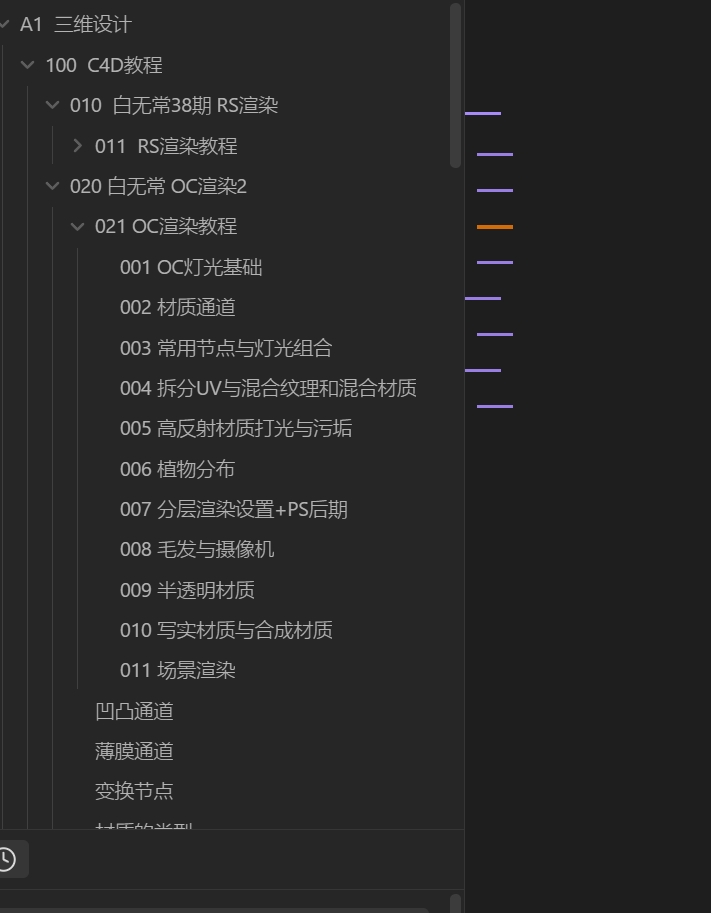 A1 三维设计
100 C4D教程
010 白无常38期 RS渲染
011 RS渲染教程
020 白无常 OC渲染2
021 OC渲染教程
001 OC灯光基础
002 材质通道
003 常用节点与灯光组合
004 拆分UV与混合纹理和混合材质
005 高反射材质打光与污垢
006 植物分布
007 分层渲染设置+PS后期
008 毛发与摄像机
009 半透明材质
010 写实材质与合成材质
011 场景渲染
凹凸通道
薄膜通道
变换节点